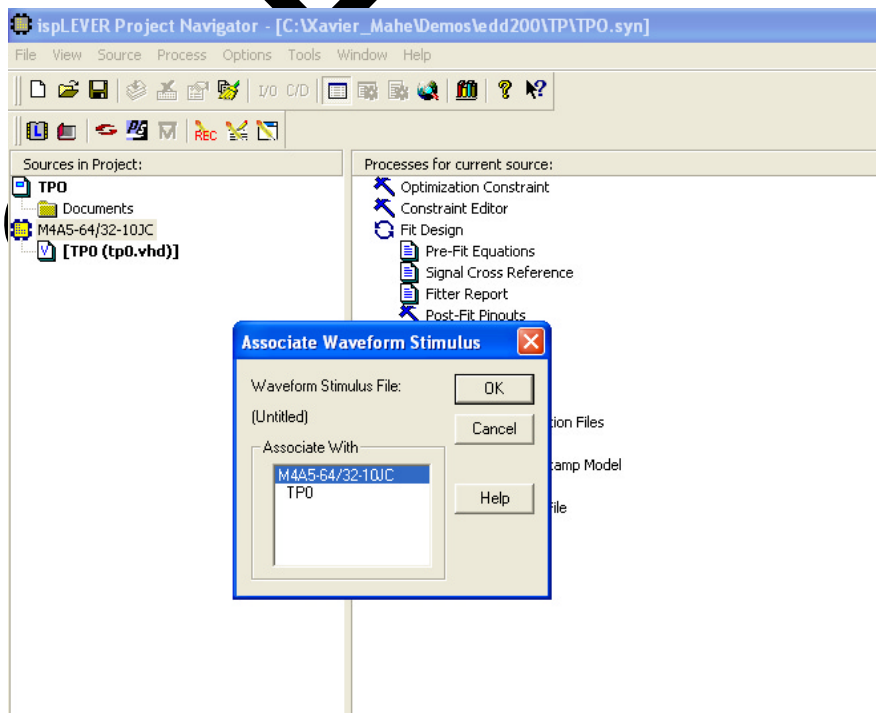 ispLEVER Project Navigator - [C:\Xavier_Mahe\Demos\edd200\TP\TPO.syn]
File View Source Process Options Tools Window Help
I/O C/D
L REC
Sources in Project:
TPO
Documents
M4A5-64/32-10JC
[TP0 (tp0.vhd)]
Processes for current source:
Optimization Constraint
Constraint Editor
Fit Design
Pre-Fit Equations
Signal Cross Reference
Fitter Report
Post-Fit Pinouts
Associate Waveform Stimulus
Waveform Stimulus File:
(Untitled)
Associate With
M4A5-64/32-10JC
TP0
OK
Cancel
Help
tion Files
tamp Model
File